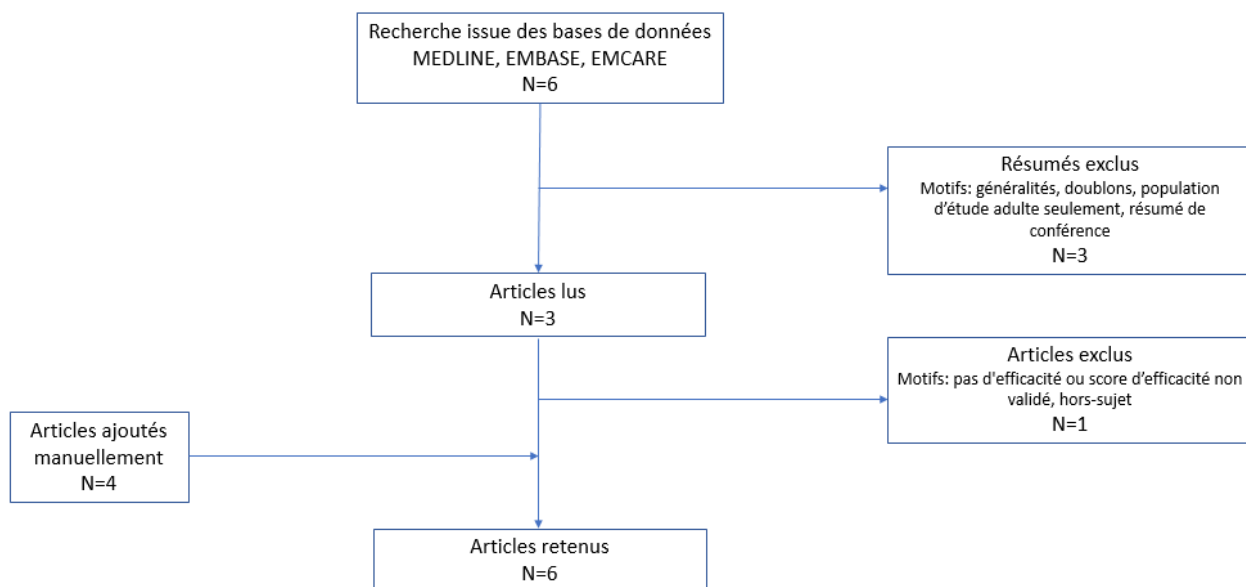 Recherche issue des bases de données
MEDLINE, EMBASE, EMCARE
N=6
Résumés exclus
Motifs: généralités, doublons, population
d’étude adulte seulement, résumé de
conférence
N=3
Articles lus
N=3
Articles exclus
Motifs: pas d'efficacité ou score d’efficacité non
validé, hors-sujet
N=1
Articles ajoutés
manuellement
N=4
Articles retenus
N=6